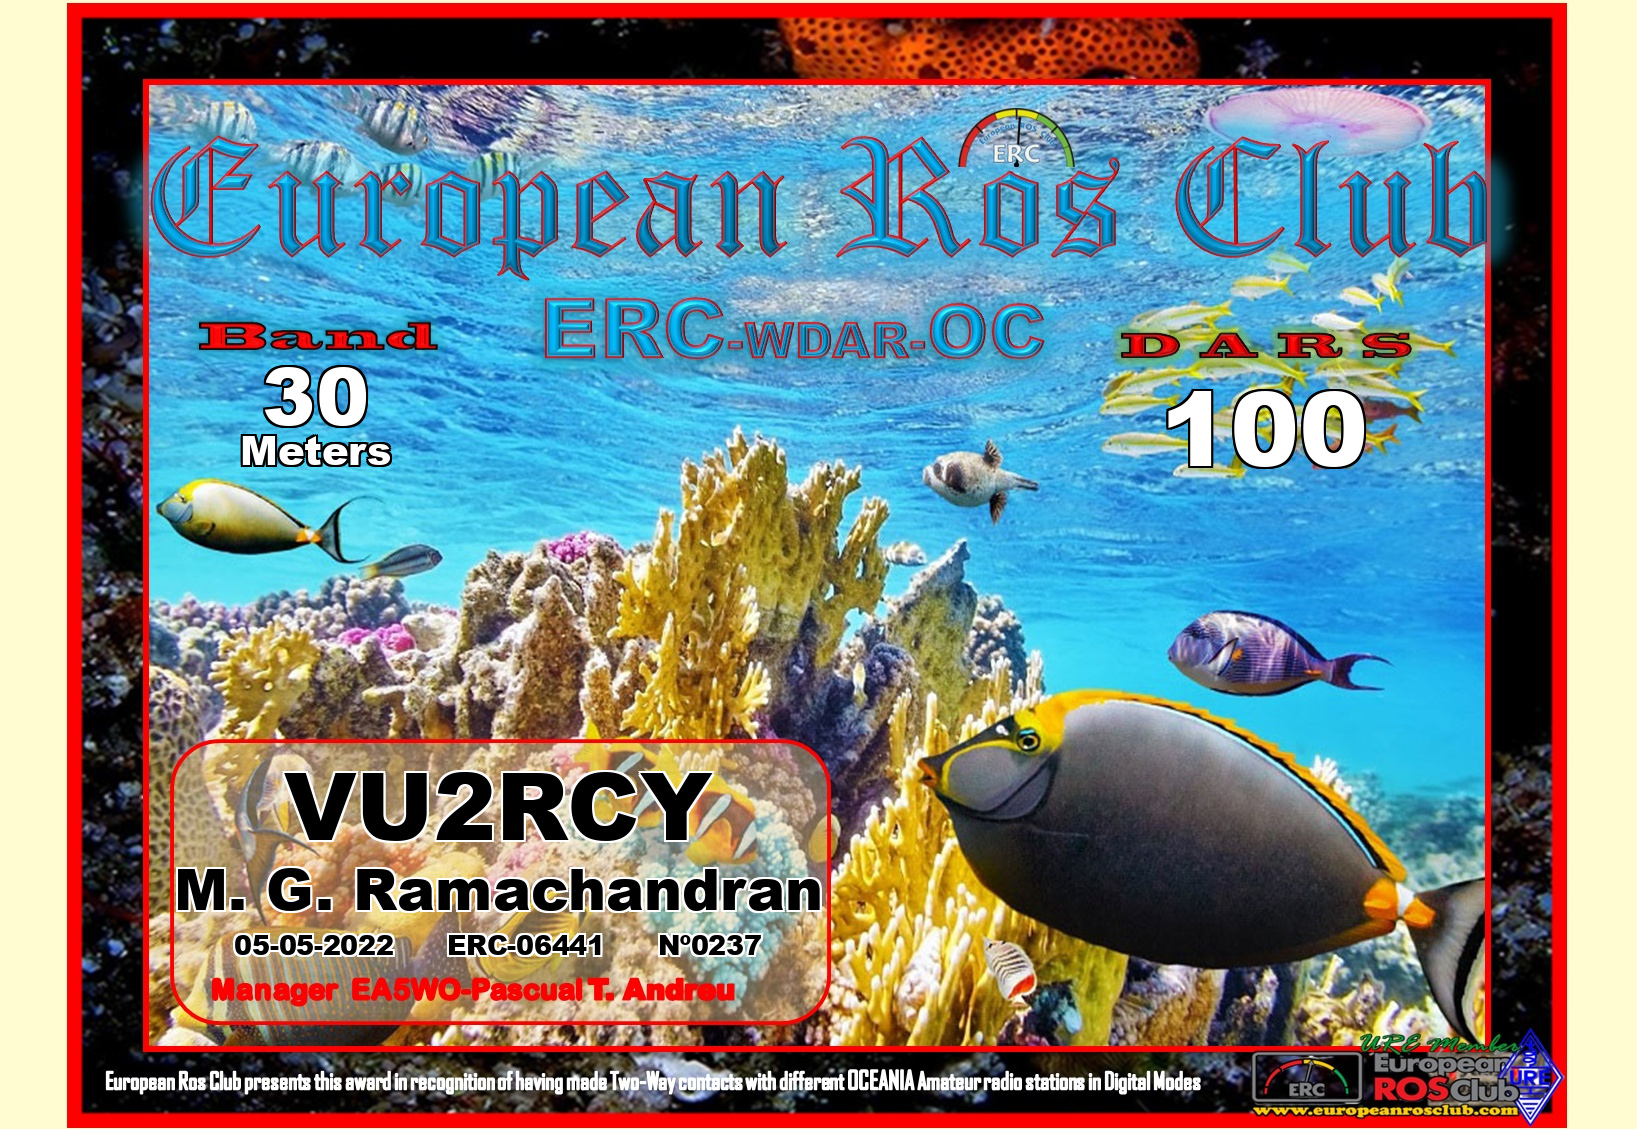 European Ros Club
ERC
ERC-WDAR-OC
Band
30
Meters
DARS
100
VU2RCY
M. G. Ramachandran
05-05-2022 ERC-06441 Nº0237
Manager EA5WO-Pascual T. Andreu
European Ros Club presents this award in recognition of having made Two-Way contacts with different OCEANIA Amateur radio stations in Digital Modes
URE Member
ERC
European
ROSClub
URE
www.europeanrosclub.com